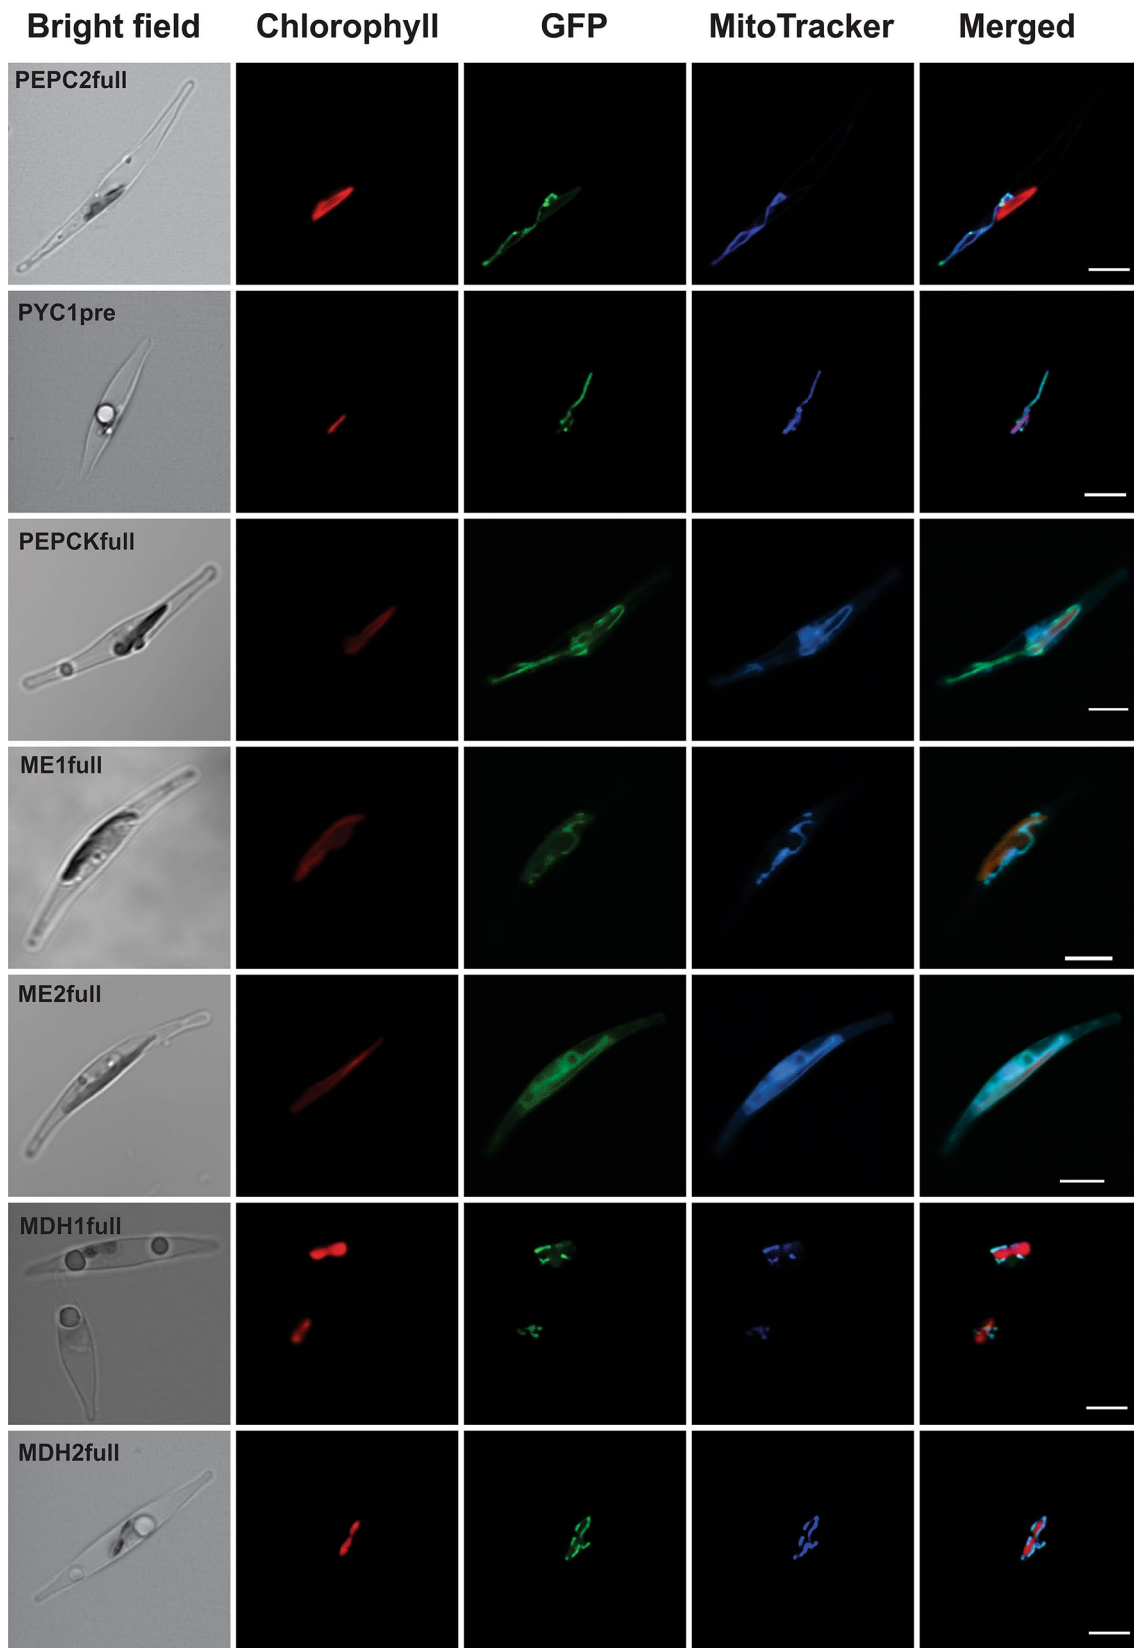 Bright field Chlorophyll GFP MitoTracker Merged
PEPC2full
PYC1pre
PEPCKfull
ME1full
ME2full
MDH1full
MDH2full